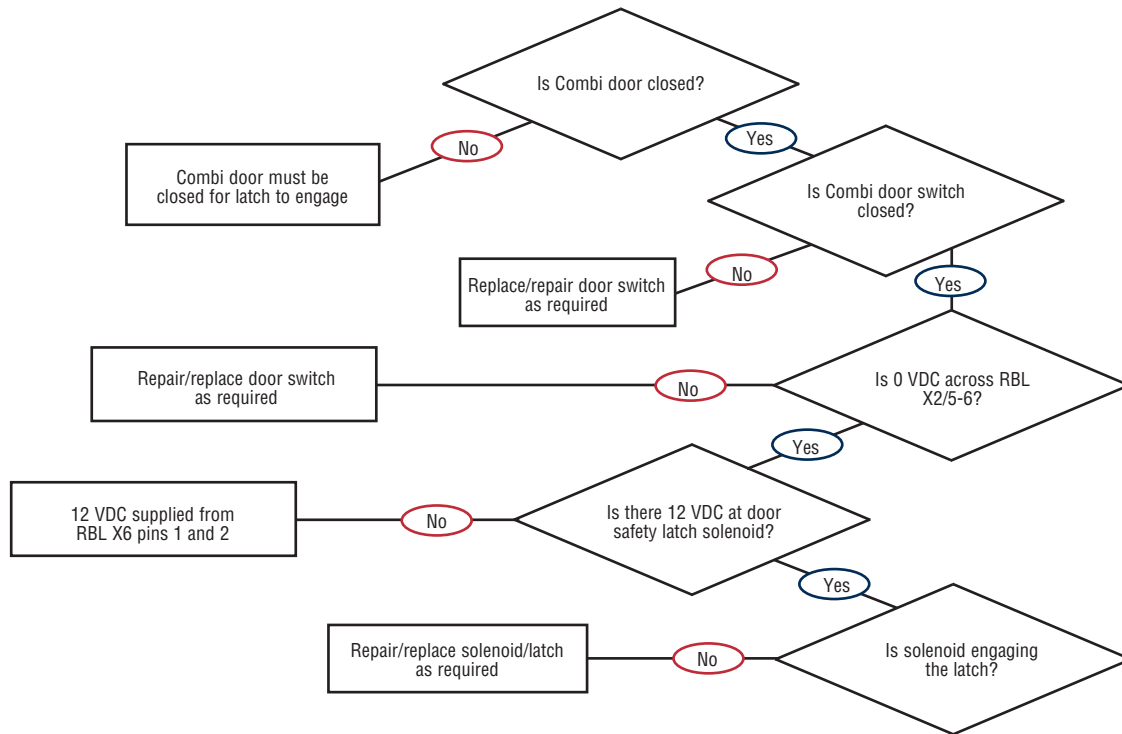 Is Combi door closed?
No
Yes
Combi door must be
closed for latch to engage
Is Combi door switch
closed?
No
Yes
Replace/repair door switch
as required
Is 0 VDC across RBL
X2/5-6?
No
Yes
Repair/replace door switch
as required
Is there 12 VDC at door
safety latch solenoid?
No
Yes
12 VDC supplied from
RBL X6 pins 1 and 2
Is solenoid engaging
the latch?
No
Repair/replace solenoid/latch
as required